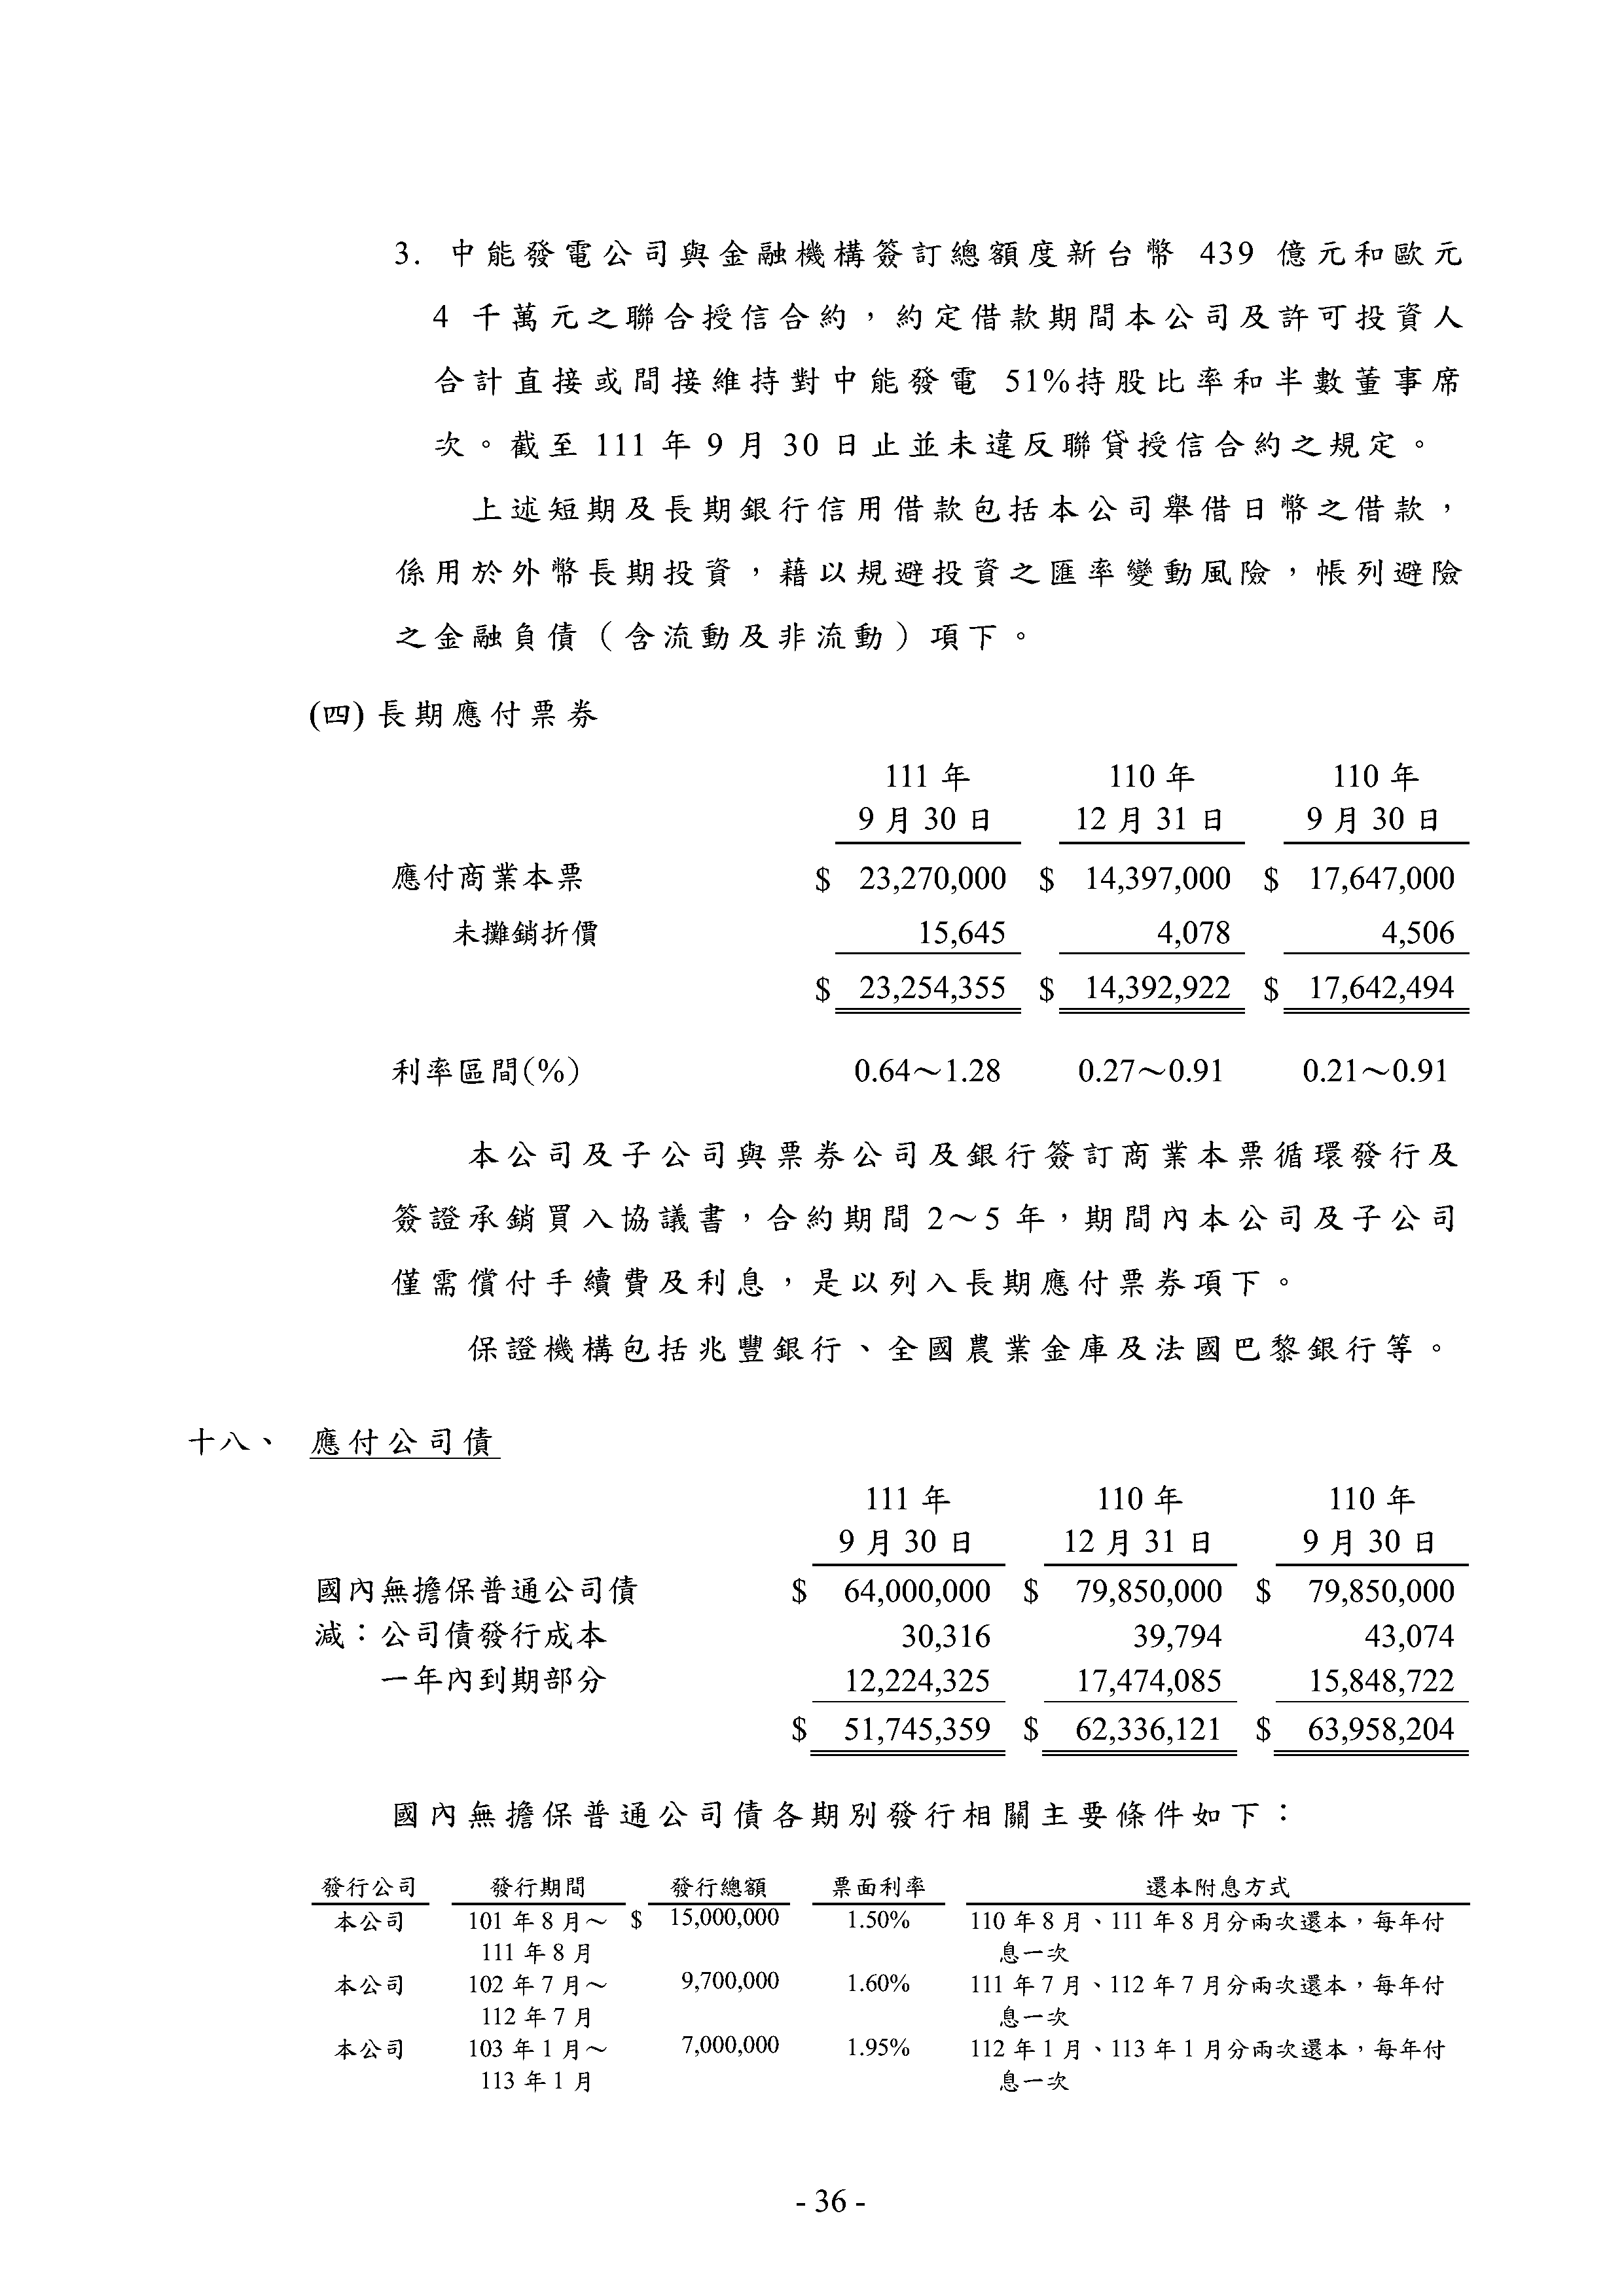 3. 中能發電公司與金融機構簽訂總額度新台幣 439 億元和歐元
4 千萬元之聯合授信合約，約定借款期間本公司及許可投資人
合計直接或間接維持對中能發電 51%持股比率和半數董事席
次。截至 111 年 9 月 30 日止並未違反聯貸授信合約之規定。
上述短期及長期銀行信用借款包括本公司舉借日幣之借款，
係用於外幣長期投資，藉以規避投資之匯率變動風險，帳列避險
之金融負債（含流動及非流動）項下。
(四) 長期應付票券
111 年 110 年 110 年
9 月 30 日 12 月 31 日 9 月 30 日
應付商業本票 $ 23,270,000 $ 14,397,000 $ 17,647,000
未攤銷折價 15,645 4,078 4,506
$ 23,254,355 $ 14,392,922 $ 17,642,494
利率區間(%) 0.64～1.28 0.27～0.91 0.21～0.91
本公司及子公司與票券公司及銀行簽訂商業本票循環發行及
簽證承銷買入協議書，合約期間 2～5 年，期間內本公司及子公司
僅需償付手續費及利息，是以列入長期應付票券項下。
保證機構包括兆豐銀行、全國農業金庫及法國巴黎銀行等。
十八、 應付公司債
111 年 110 年 110 年
9 月 30 日 12 月 31 日 9 月 30 日
國內無擔保普通公司債 $ 64,000,000 $ 79,850,000 $ 79,850,000
減：公司債發行成本 30,316 39,794 43,074
一年內到期部分 12,224,325 17,474,085 15,848,722
$ 51,745,359 $ 62,336,121 $ 63,958,204
國內無擔保普通公司債各期別發行相關主要條件如下：
發行公司 發行期間 發行總額 票面利率 還本附息方式
本公司 101 年 8 月～ $ 15,000,000 1.50% 110 年 8 月、111 年 8 月分兩次還本，每年付
111 年 8 月 息一次
本公司 102 年 7 月～ 9,700,000 1.60% 111 年 7 月、112 年 7 月分兩次還本，每年付
112 年 7 月 息一次
本公司 103 年 1 月～ 7,000,000 1.95% 112 年 1 月、113 年 1 月分兩次還本，每年付
113 年 1 月 息一次
- 36 -